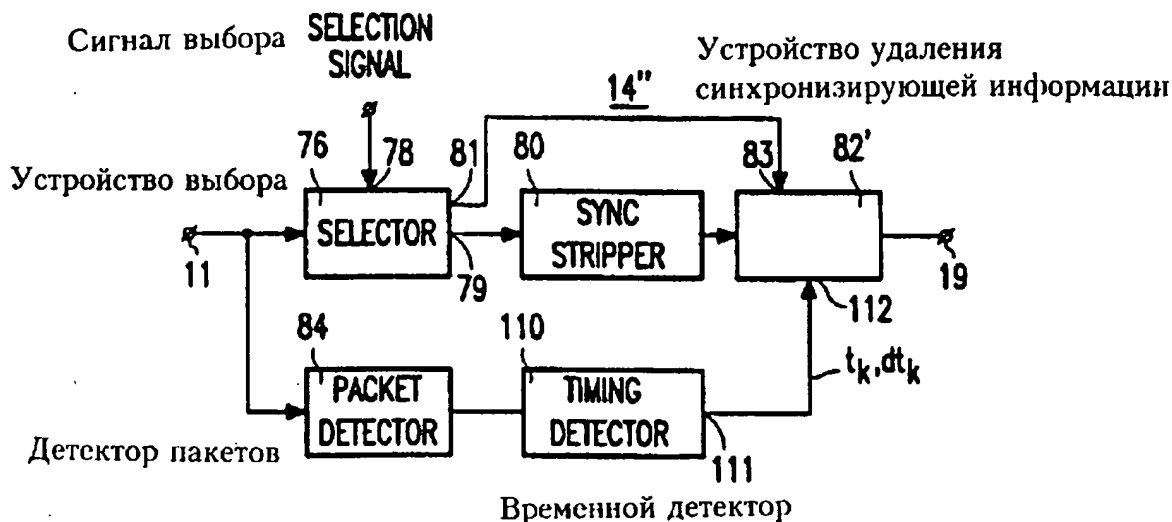 Сигнал выбора
SELECTION
SIGNAL
Устройство удаления
синхронизирующей информации
14"
76
78
81
80
83
82'
Устройство выбора
SELECTOR
SYNC
STRIPPER
11
79
19
112
84
110
t_k, dt_k
PACKET
DETECTOR
TIMING
DETECTOR
111
Детектор пакетов
Временной детектор